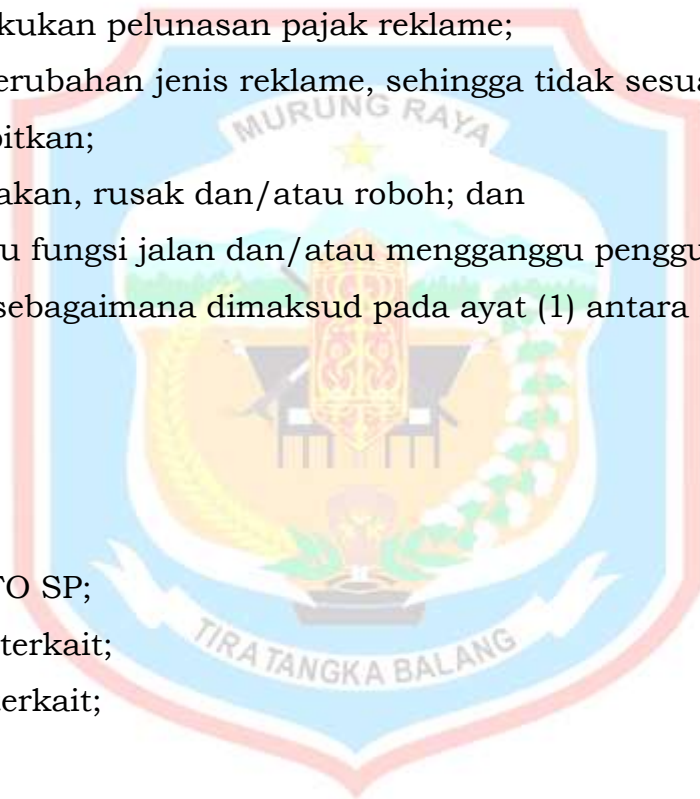 kukan pelunasan pajak reklame;
erubahan jenis reklame, sehingga tidak sesua
bitkan;
MURUNG RAYA
akan, rusak dan/atau roboh; dan
u fungsi jalan dan/atau mengganggu penggu
sebagaimana dimaksud pada ayat (1) antara
TO SP;
terkait;
terkait;
TIRA TANGKA BALANG